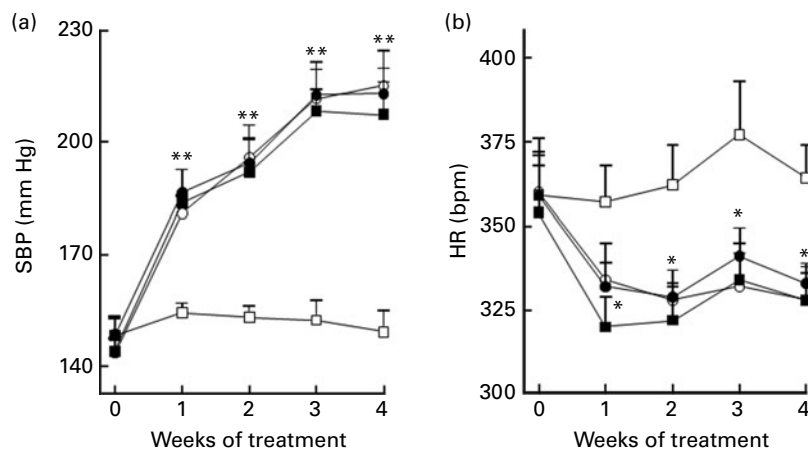 (a)
230
200
170
140
SBP (mm Hg)
**
**
**
**
0 1 2 3 4
Weeks of treatment
(b)
400
375
350
325
300
HR (bpm)
*
*
*
*
0 1 2 3 4
Weeks of treatment